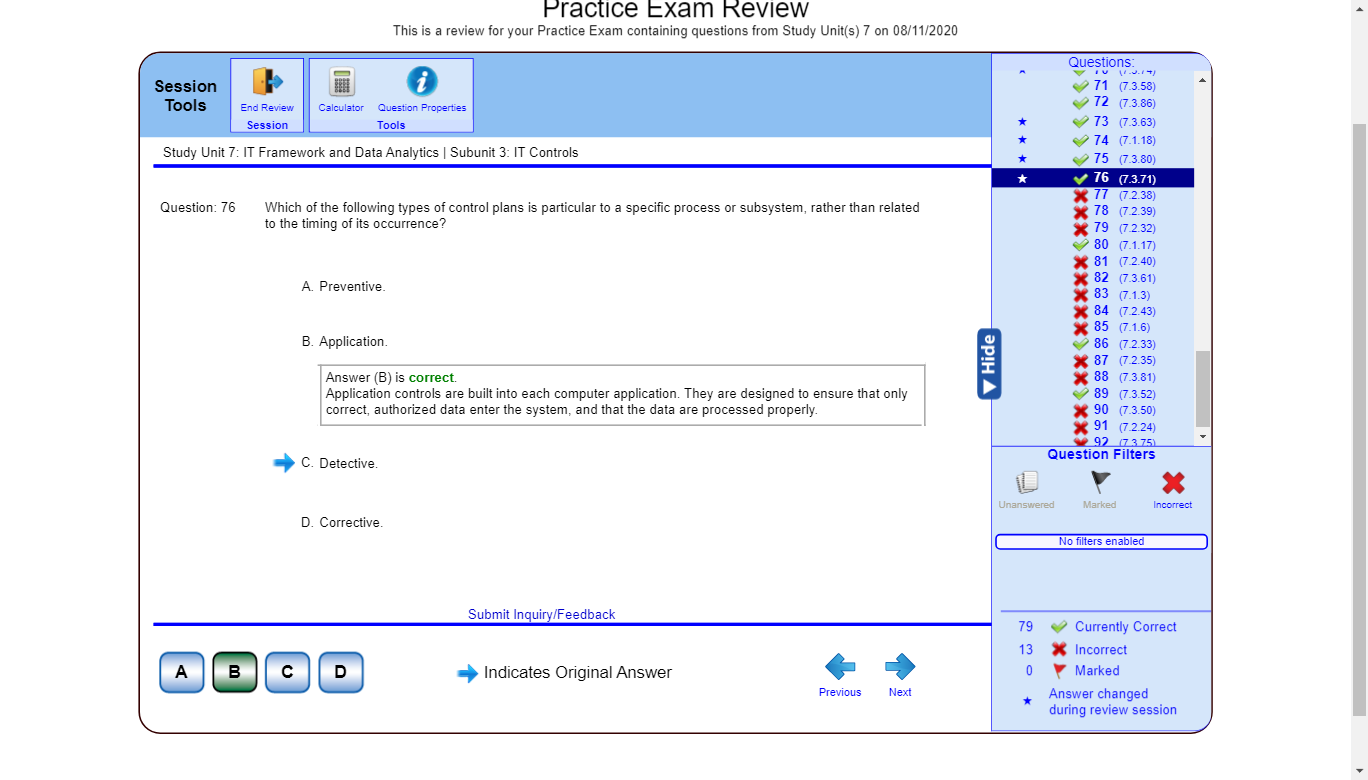 Practice Exam Review
This is a review for your Practice Exam containing questions from Study Unit(s) 7 on 08/11/2020
Session
Tools
End Review
Session
Calculator
Question Properties
Tools
Study Unit 7: IT Framework and Data Analytics | Subunit 3: IT Controls
Question: 76
Which of the following types of control plans is particular to a specific process or subsystem, rather than related
to the timing of its occurrence?
A. Preventive.
B. Application.
Answer (B) is correct.
Application controls are built into each computer application. They are designed to ensure that only
correct, authorized data enter the system, and that the data are processed properly.
C. Detective.
D. Corrective.
Submit Inquiry/Feedback
A
B
C
D
Indicates Original Answer
Previous
Next
Hide
Questions:
70 (7.3.74)
71 (7.3.58)
72 (7.3.86)
73 (7.3.63)
74 (7.1.18)
75 (7.3.80)
76 (7.3.71)
77 (7.2.38)
78 (7.2.39)
79 (7.2.32)
80 (7.1.17)
81 (7.2.40)
82 (7.3.61)
83 (7.1.3)
84 (7.2.43)
85 (7.1.6)
86 (7.2.33)
87 (7.2.35)
88 (7.3.81)
89 (7.3.52)
90 (7.3.50)
91 (7.2.24)
92 (7.3.75)
Question Filters
Unanswered
Marked
Incorrect
No filters enabled
79 Currently Correct
13 Incorrect
0 Marked
Answer changed
during review session